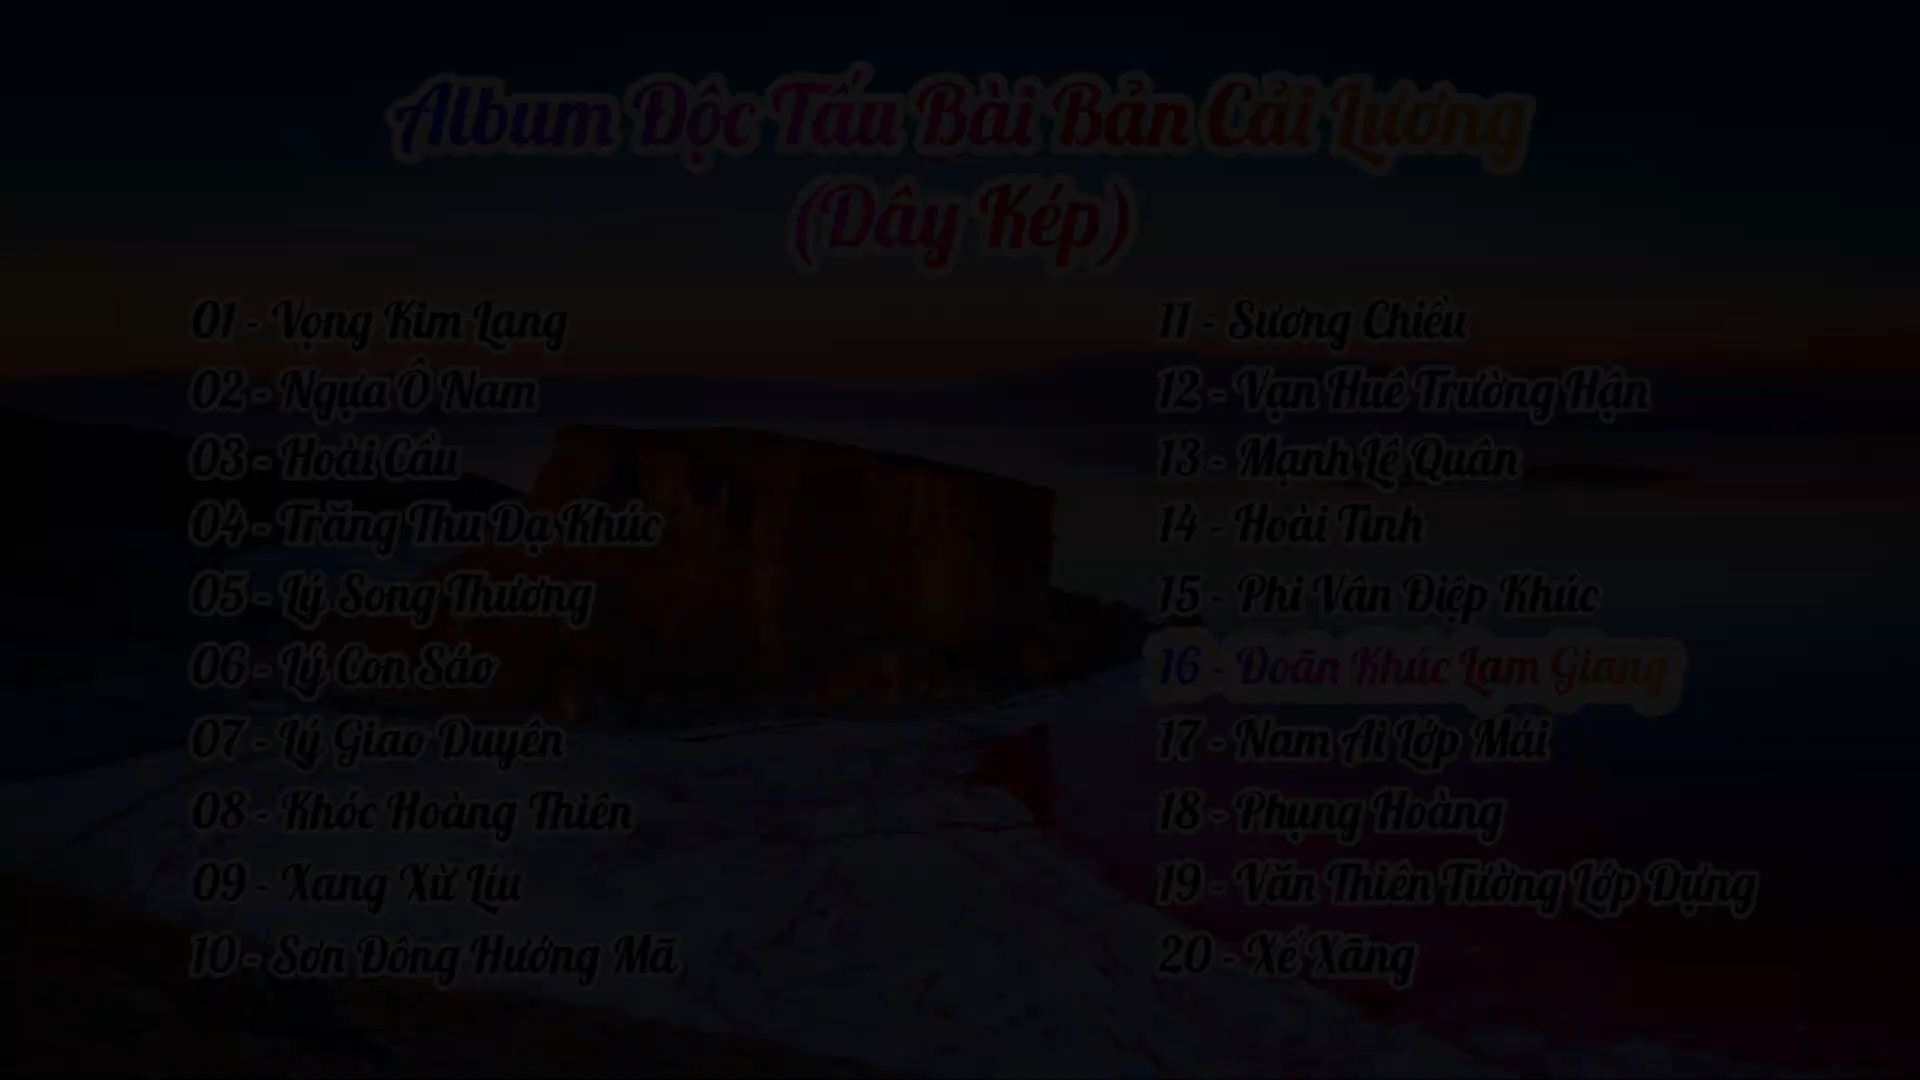 Album Độc Tấu Bài Bản Cải Lương
(Dây Kép)
01 - Vọng Kim Lang
02 - Ngựa Ô Nam
03 - Hoài Cầu
04 - Trăng Thu Dạ Khúc
05 - Lý Song Thương
06 - Lý Con Sáo
07 - Lý Giao Duyên
08 - Khóc Hoàng Thiên
09 - Xang Xừ Líu
10 - Sơn Đông Hướng Mã
11 - Sương Chiều
12 - Vạn Huê Trường Hận
13 - Mạnh Lệ Quân
14 - Hoài Tình
15 - Phi Vân Điệp Khúc
16 - Đoãn Khúc Lam Giang
17 - Nam Ai Lớp Mái
18 - Phụng Hoàng
19 - Văn Thiên Tường Lớp Dựng
20 - Xế Xãng